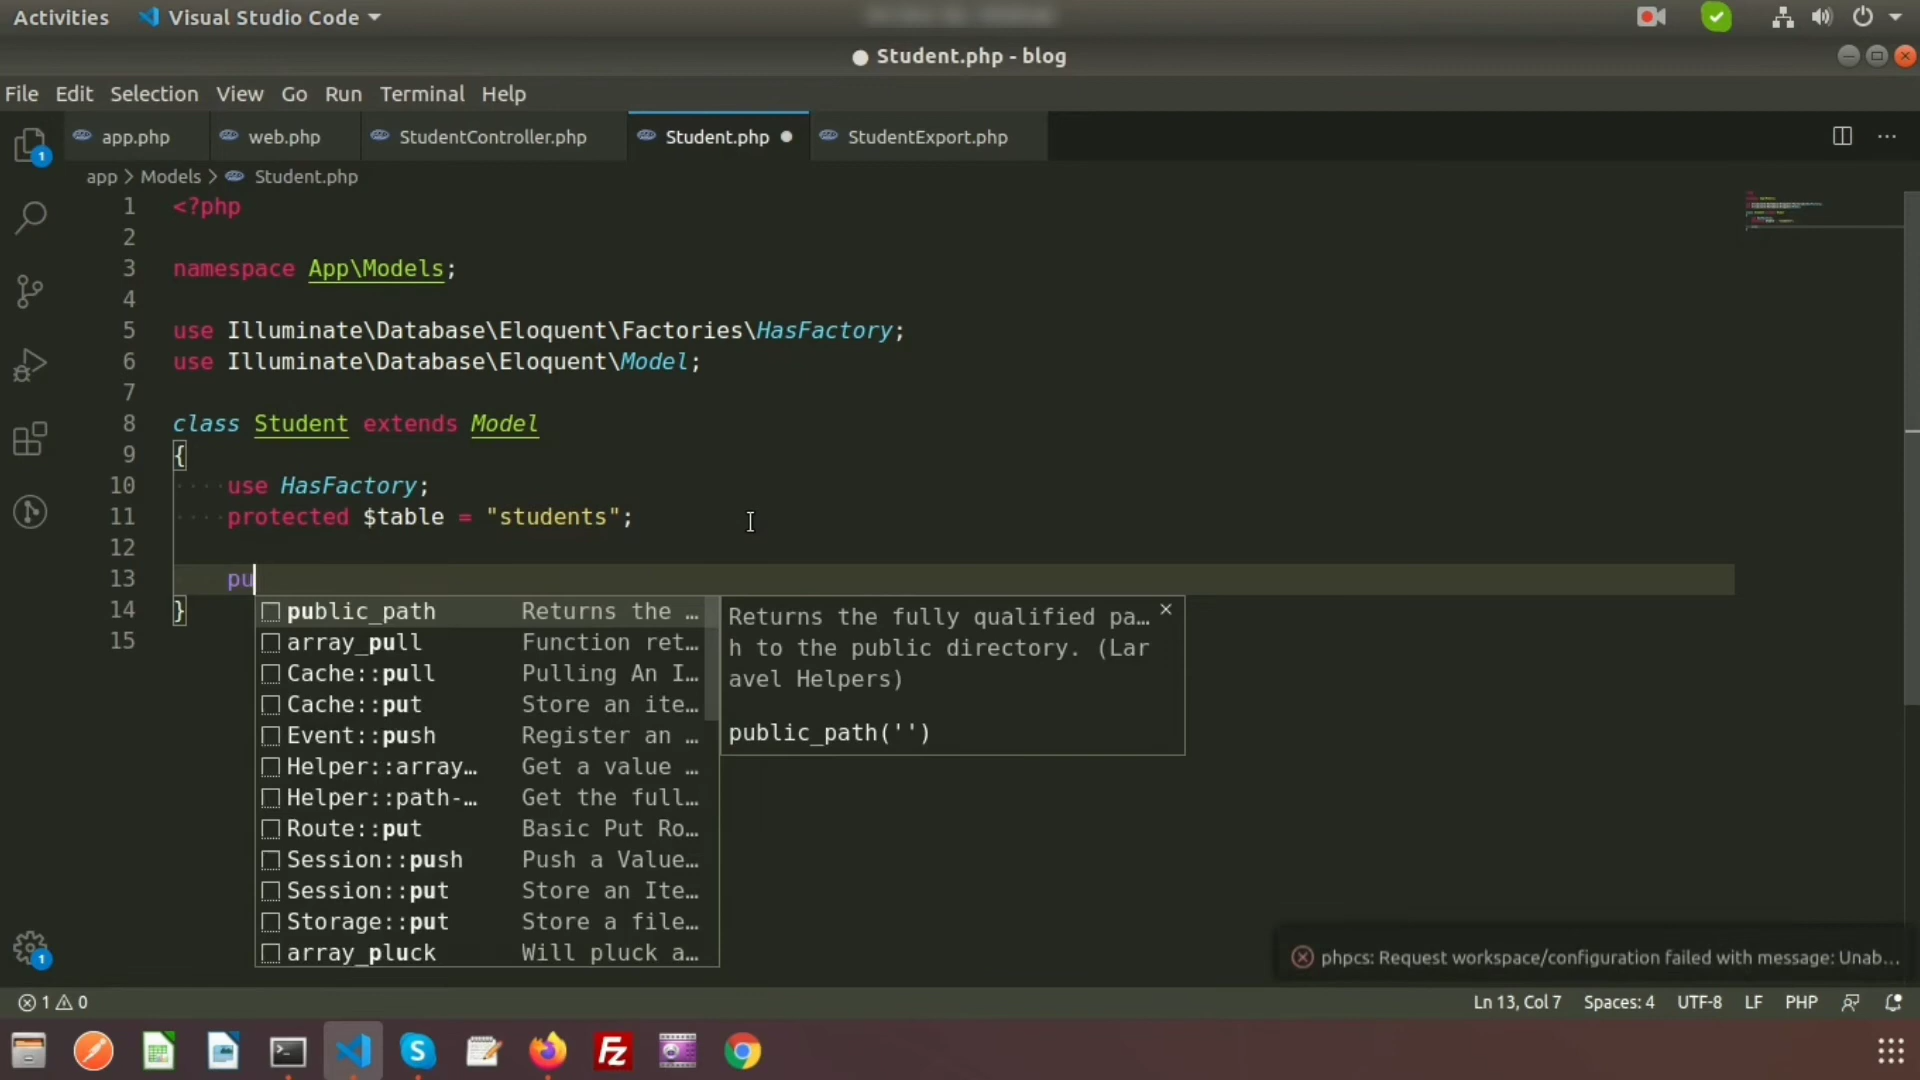 Activities Visual Studio Code
Student.php - blog
File Edit Selection View Go Run Terminal Help
app.php web.php StudentController.php Student.php StudentExport.php
app > Models > Student.php
1 <?php
2
3 namespace App\Models;
4
5 use Illuminate\Database\Eloquent\Factories\HasFactory;
6 use Illuminate\Database\Eloquent\Model;
7
8 class Student extends Model
9 {
10 use HasFactory;
11 protected $table = "students";
12
13 pu
14 }
15
public_path Returns the …
array_pull Function ret…
Cache::pull Pulling An I…
Cache::put Store an ite…
Event::push Register an …
Helper::array… Get a value …
Helper::path-… Get the full…
Route::put Basic Put Ro…
Session::push Push a Value…
Session::put Store an Ite…
Storage::put Store a file…
array_pluck Will pluck a…
Returns the fully qualified pa…
h to the public directory. (Lar
avel Helpers)
public_path('')
phpcs: Request workspace/configuration failed with message: Unab…
1 0 Ln 13, Col 7 Spaces: 4 UTF-8 LF PHP